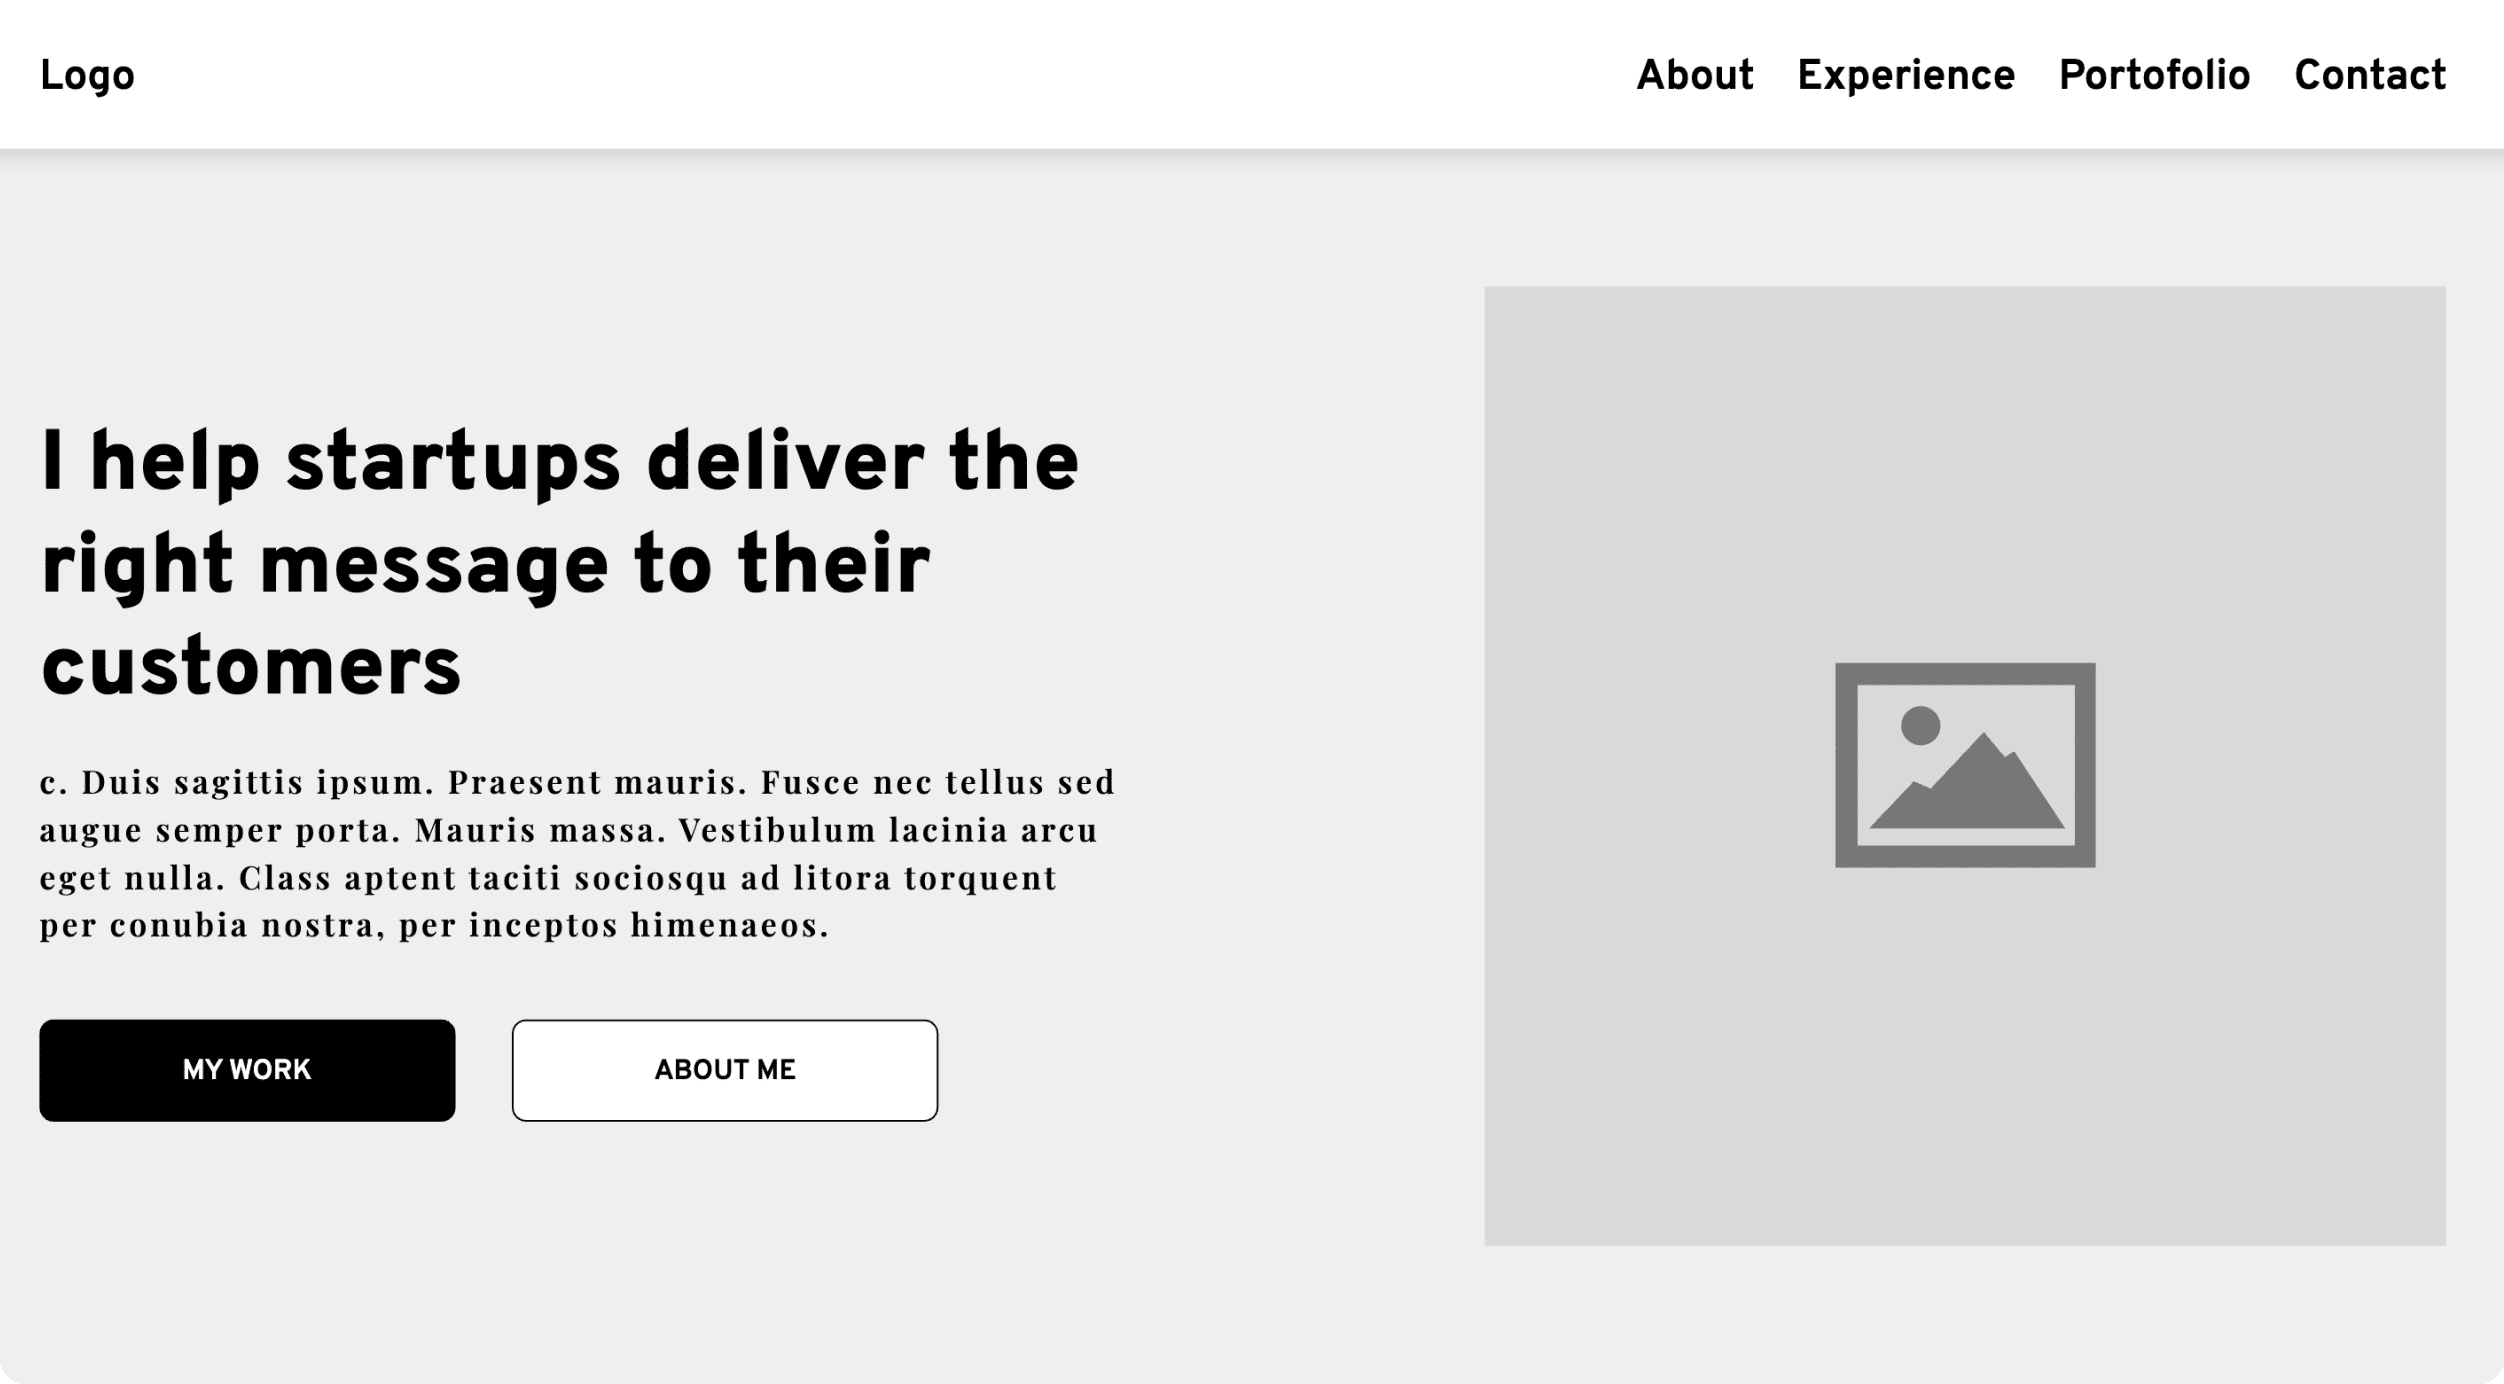 Logo
About Experience Portofolio Contact
I help startups deliver the
right message to their
customers
c. Duis sagittis ipsum. Praesent mauris. Fusce nec tellus sed
augue semper porta. Mauris massa. Vestibulum lacinia arcu
eget nulla. Class aptent taciti sociosqu ad litora torquent
per conubia nostra, per inceptos himenaeos.
MY WORK
ABOUT ME